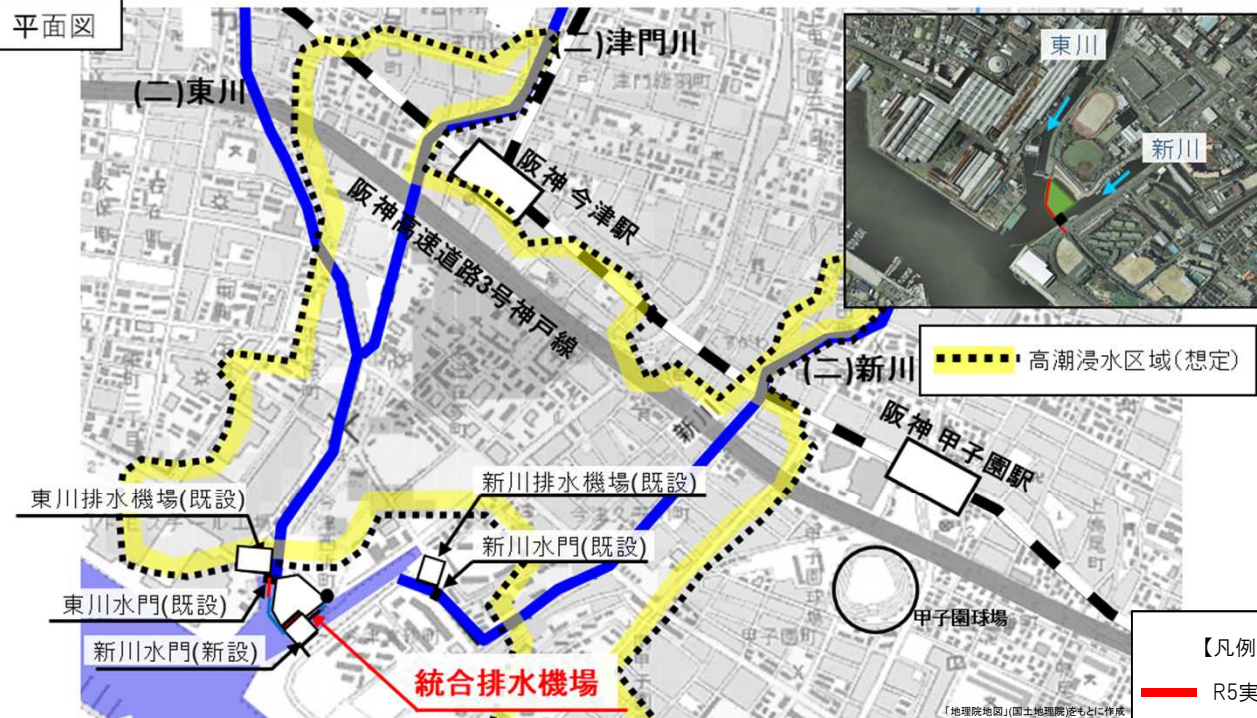 平面図
(二)津門川
(二)東川
東川
新川
阪神 今津駅
阪神高速道路3号神戸線
高潮浸水区域(想定)
(二)新川
阪神 甲子園駅
新川排水機場(既設)
東川排水機場(既設)
新川水門(既設)
東川水門(既設)
甲子園球場
新川水門(新設)
統合排水機場
【凡例
R5実
「地理院地図」(国土地理院)をもとに作成